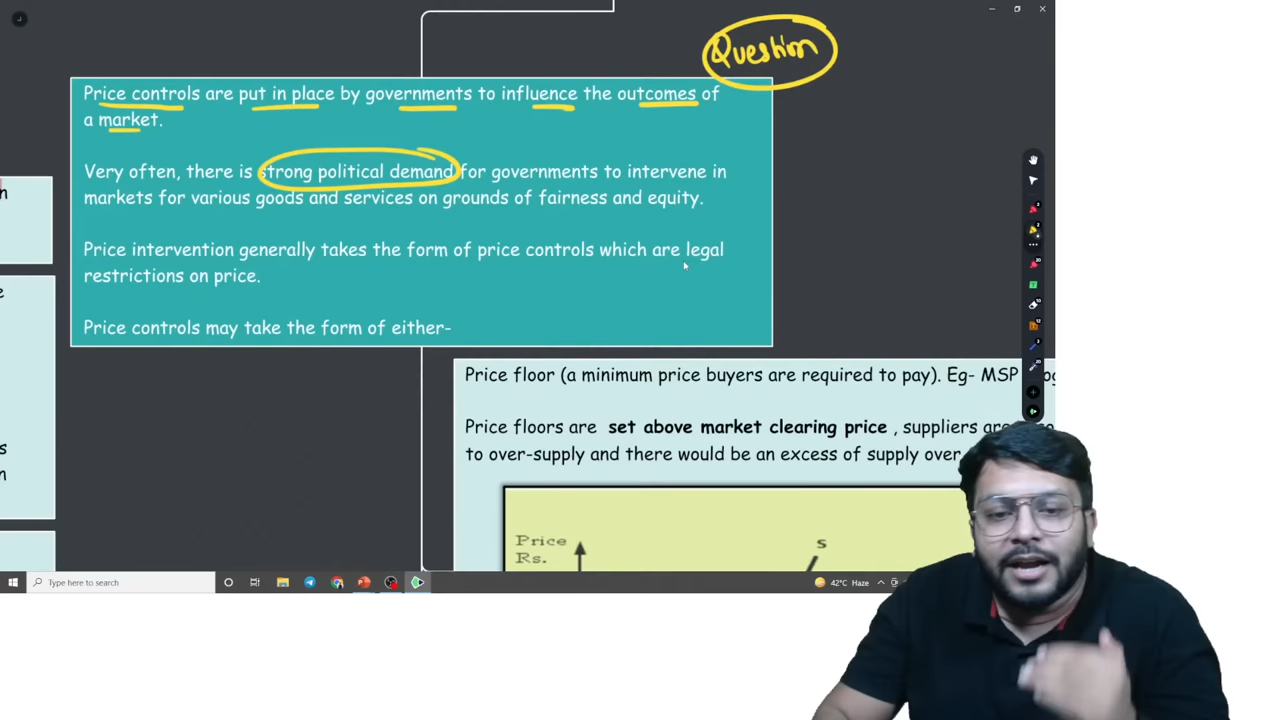 Question
Price controls are put in place by governments to influence the outcomes of
a market.
Very often, there is strong political demand for governments to intervene in
markets for various goods and services on grounds of fairness and equity.
Price intervention generally takes the form of price controls which are legal
restrictions on price.
Price controls may take the form of either-
n
e
s
n
Price floor (a minimum price buyers are required to pay). Eg- MSP
Price floors are set above market clearing price , suppliers are
to over-supply and there would be an excess of supply over
Price
Rs.
S
Type here to search
42°C Haze